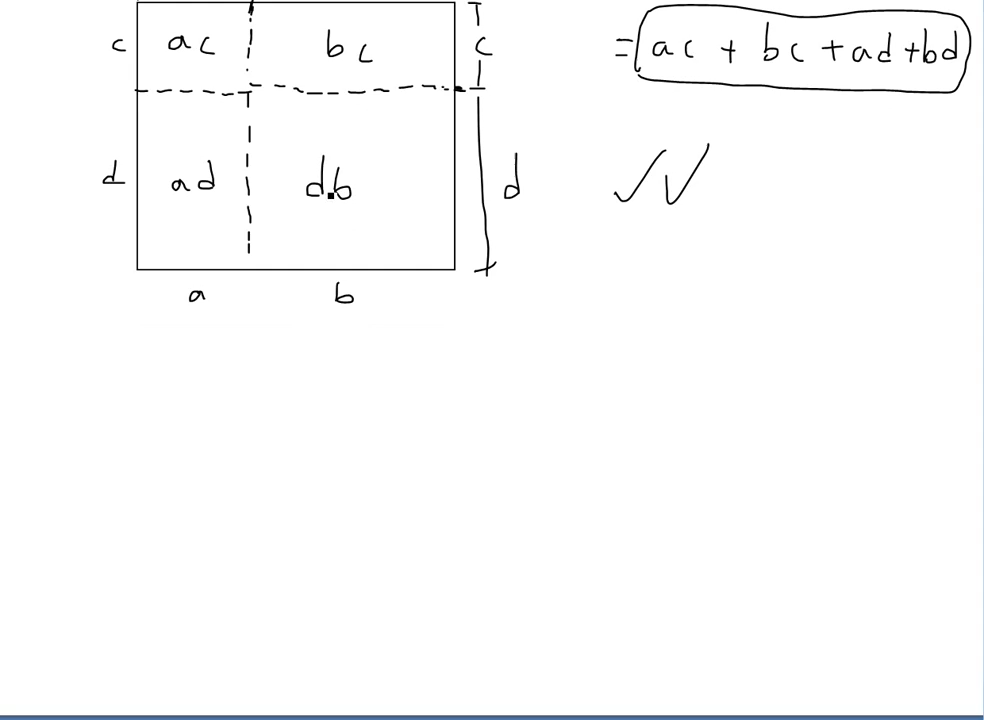 c ac bc c = ac + bc + ad + bd
d ad d.b d
a b